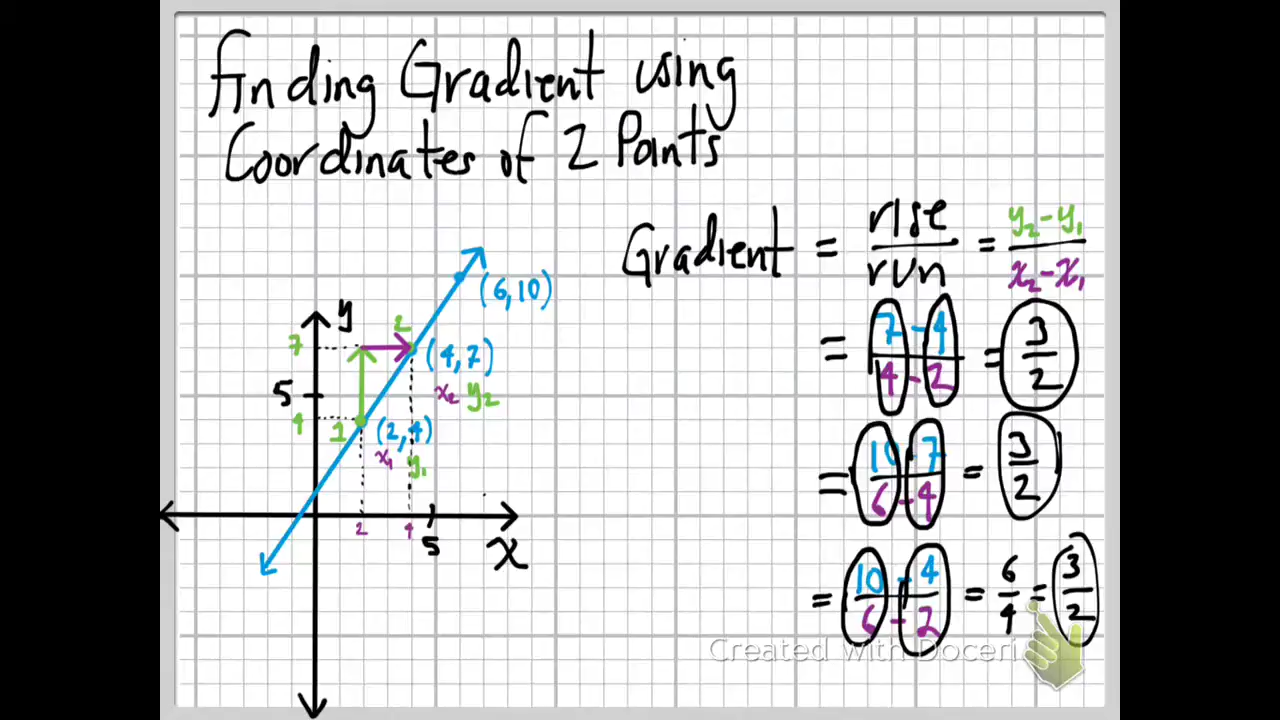 Finding Gradient using
Coordinates of 2 Points
Gradient = rise/run = y₂-y₁/x₂-x₁
= 7-4/4-2 = 3/2
= 10-7/6-4 = 3/2
= 10-4/6-2 = 6/4 = 3/2
(6,10)
y
7
2
(4,7)
x₂ y₂
5
4
1
(2,4)
x₁ y₁
2
4
5
x
Created with Doceri